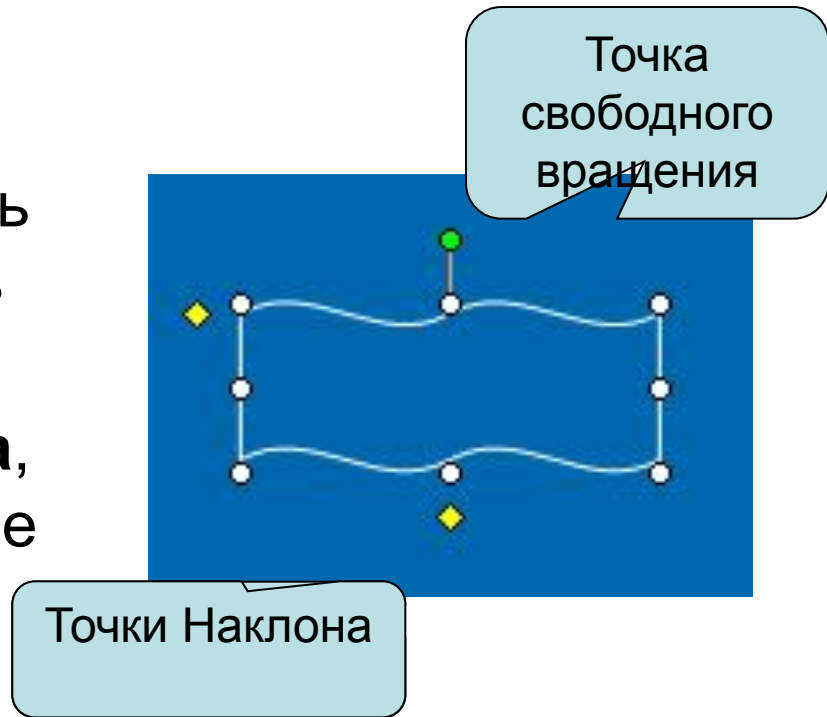 Точка
свободного
вращения
ь
а,
е
Точки Наклона